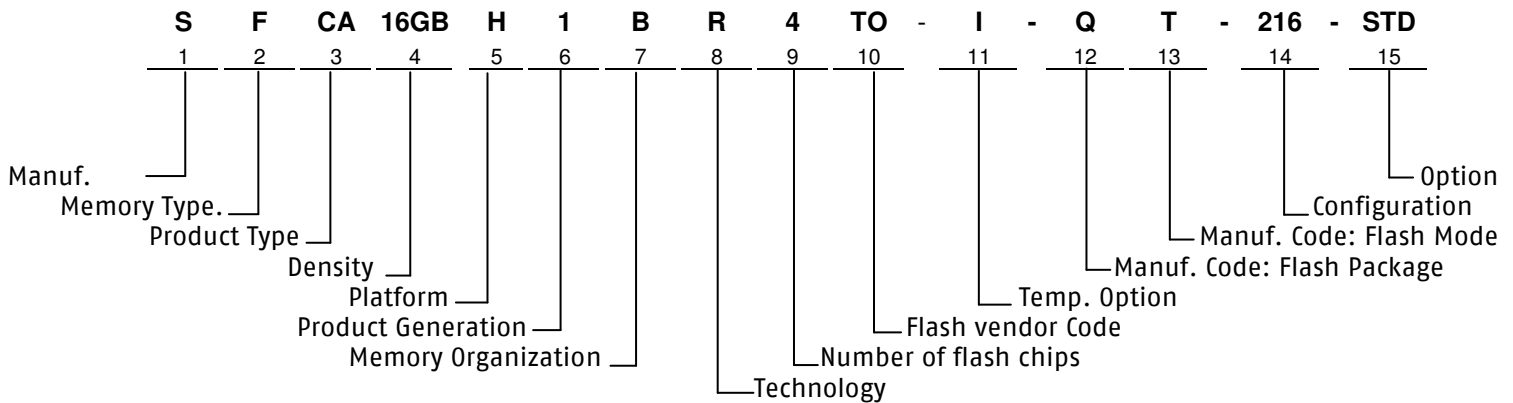 S F CA 16GB H 1 B R 4 TO - I - Q T - 216 - STD
1 2 3 4 5 6 7 8 9 10 11 12 13 14 15
Manuf. Option
Memory Type. Configuration
Product Type Manuf. Code: Flash Mode
Density Manuf. Code: Flash Package
Platform Temp. Option
Product Generation Flash vendor Code
Memory Organization Number of flash chips
Technology